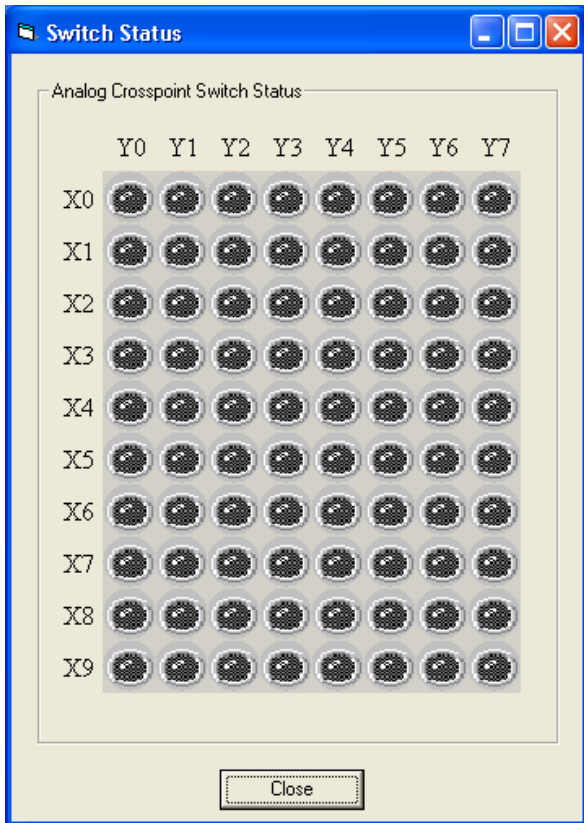 Switch Status
Analog Crosspoint Switch Status
Y0 Y1 Y2 Y3 Y4 Y5 Y6 Y7
X0
X1
X2
X3
X4
X5
X6
X7
X8
X9
Close